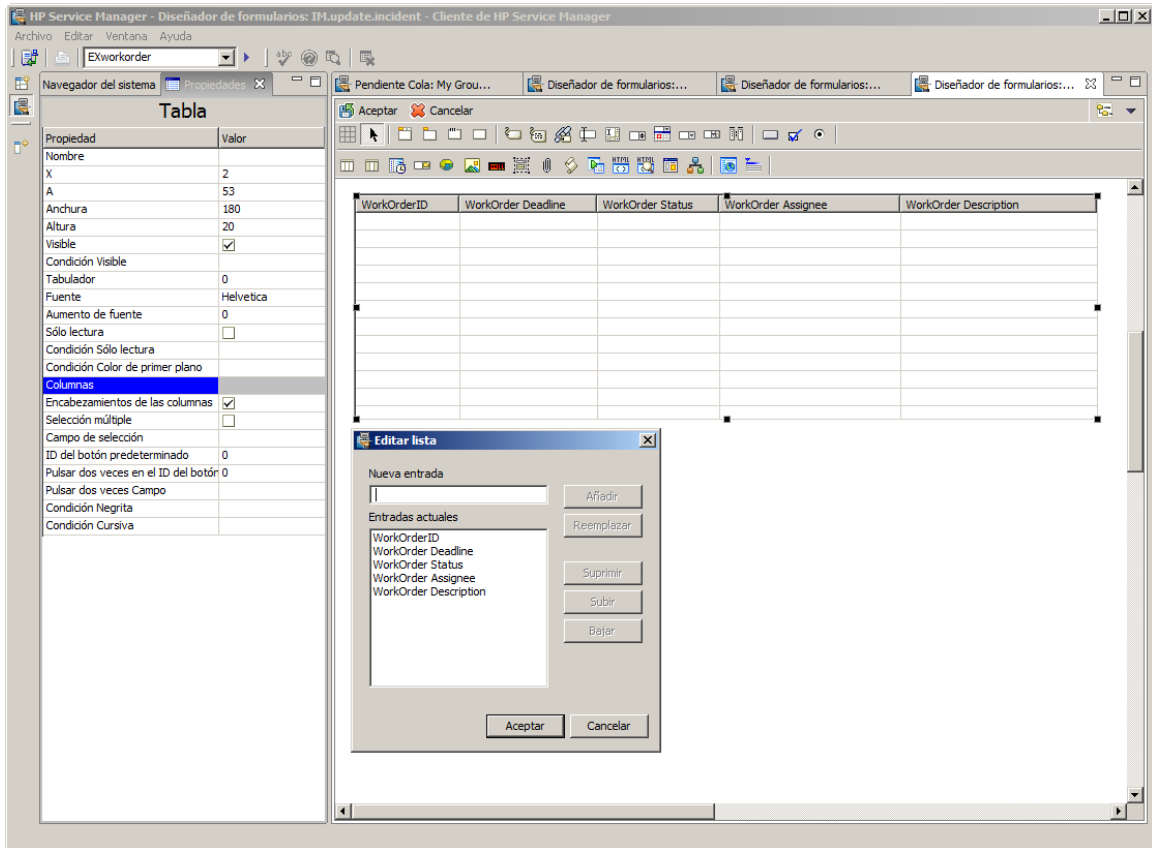 HP Service Manager - Diseñador de formularios: IM.update.incident - Cliente de HP Service Manager
Archivo Editar Ventana Ayuda
EXworkorder
abc
Navegador del sistema
Propiedades
Pendiente Cola: My Grou...
Diseñador de formularios:...
Diseñador de formularios:...
Diseñador de formularios:...
Tabla
Aceptar Cancelar
HTML HTML
Propiedad Valor
Nombre
X 2
A 53
Anchura 180
Altura 20
Visible
Condición Visible
Tabulador 0
Fuente Helvetica
Aumento de fuente 0
Sólo lectura
Condición Sólo lectura
Condición Color de primer plano
Columnas
Encabezamientos de las columnas
Selección múltiple
Campo de selección
ID del botón predeterminado 0
Pulsar dos veces en el ID del botón 0
Pulsar dos veces Campo
Condición Negrita
Condición Cursiva
WorkOrderID WorkOrder Deadline WorkOrder Status WorkOrder Assignee WorkOrder Description
Editar lista
Nueva entrada
Añadir
Entradas actuales
Reemplazar
WorkOrderID
WorkOrder Deadline
WorkOrder Status
WorkOrder Assignee
WorkOrder Description
Suprimir
Subir
Bajar
Aceptar Cancelar